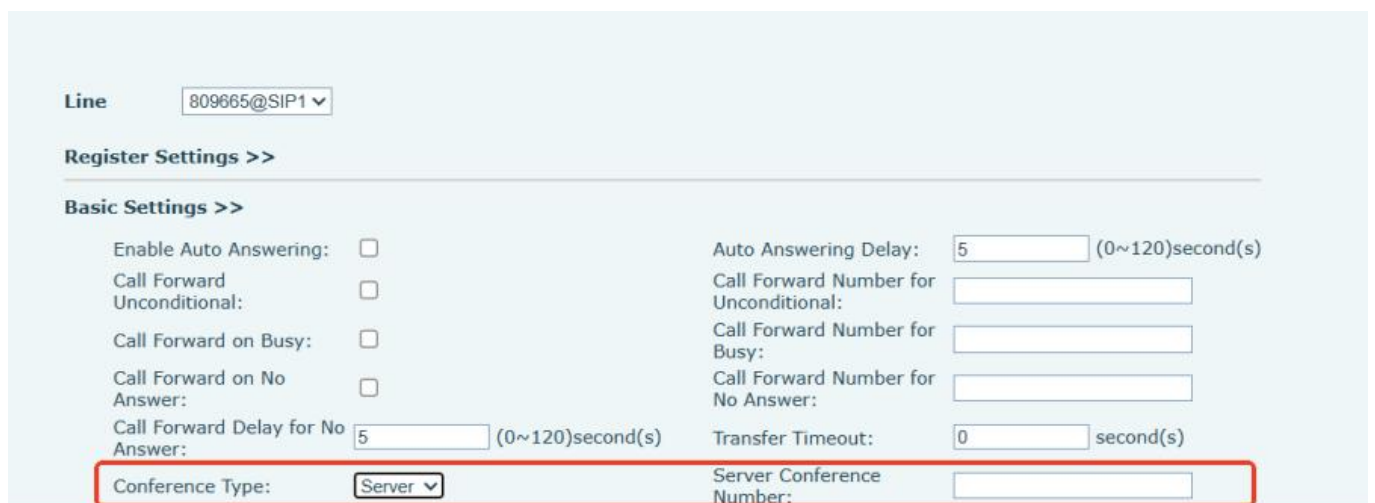 Line 809665@SIP1
Register Settings >>
Basic Settings >>
Enable Auto Answering: Auto Answering Delay: 5 (0~120)second(s)
Call Forward Call Forward Number for
Unconditional: Unconditional:
Call Forward on Busy: Call Forward Number for
Busy:
Call Forward on No Call Forward Number for
Answer: No Answer:
Call Forward Delay for No 5 (0~120)second(s) Transfer Timeout: 0 second(s)
Answer:
Conference Type: Server Server Conference
Number: